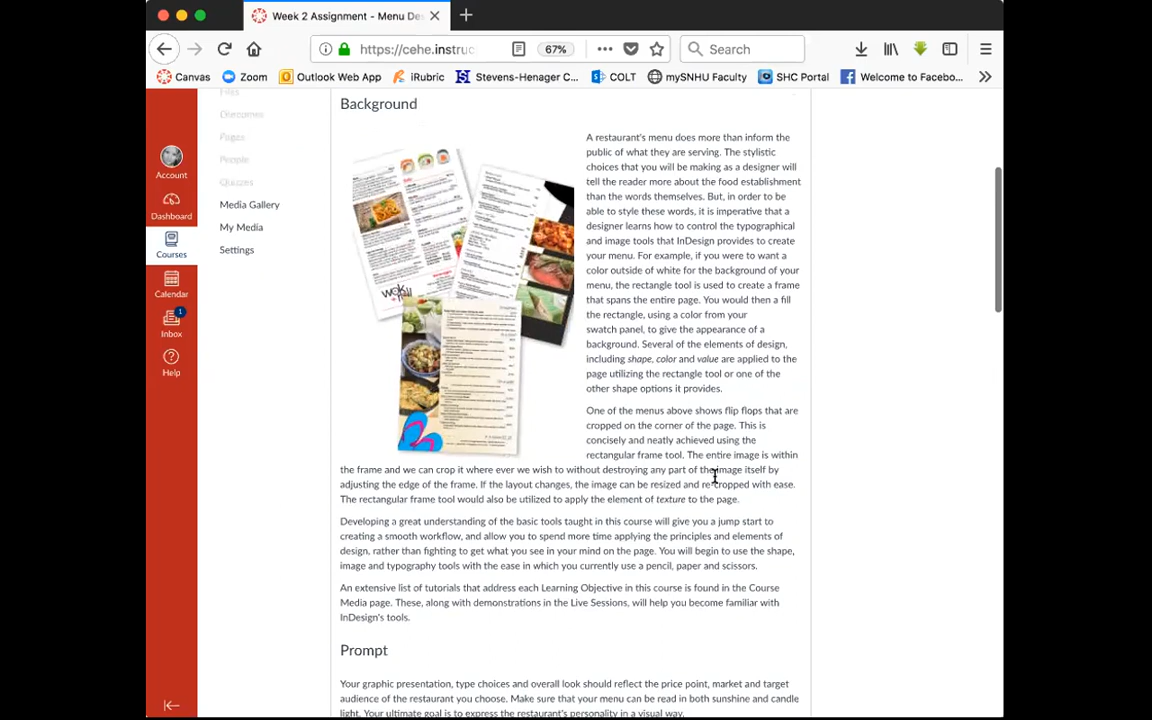 Week 2 Assignment - Menu De
https://cehe.instruc
67%
Search
Canvas
Zoom
Outlook Web App
iRubric
Stevens-Henager C...
COLT
mySNHU Faculty
SHC Portal
Welcome to Facebo...
Account
Dashboard
Courses
Calendar
1
Inbox
Help
Files
Outcomes
Pages
People
Quizzes
Media Gallery
My Media
Settings
Background
A restaurant's menu does more than inform the
public of what they are serving. The stylistic
choices that you will be making as a designer will
tell the reader more about the food establishment
than the words themselves. But, in order to be
able to style these words, it is imperative that a
designer learns how to control the typographical
and image tools that InDesign provides to create
your menu. For example, if you were to want a
color outside of white for the background of your
menu, the rectangle tool is used to create a frame
that spans the entire page. You would then a fill
the rectangle, using a color from your
swatch panel, to give the appearance of a
background. Several of the elements of design,
including shape, color and value are applied to the
page utilizing the rectangle tool or one of the
other shape options it provides.
One of the menus above shows flip flops that are
cropped on the corner of the page. This is
concisely and neatly achieved using the
rectangular frame tool. The entire image is within
the frame and we can crop it where ever we wish to without destroying any part of the image itself by
adjusting the edge of the frame. If the layout changes, the image can be resized and re-cropped with ease.
The rectangular frame tool would also be utilized to apply the element of texture to the page.
Developing a great understanding of the basic tools taught in this course will give you a jump start to
creating a smooth workflow, and allow you to spend more time applying the principles and elements of
design, rather than fighting to get what you see in your mind on the page. You will begin to use the shape,
image and typography tools with the ease in which you currently use a pencil, paper and scissors.
An extensive list of tutorials that address each Learning Objective in this course is found in the Course
Media page. These, along with demonstrations in the Live Sessions, will help you become familiar with
InDesign's tools.
Prompt
Your graphic presentation, type choices and overall look should reflect the price point, market and target
audience of the restaurant you choose. Make sure that your menu can be read in both sunshine and candle
light. Your ultimate goal is to express the restaurant's personality in a visual way.